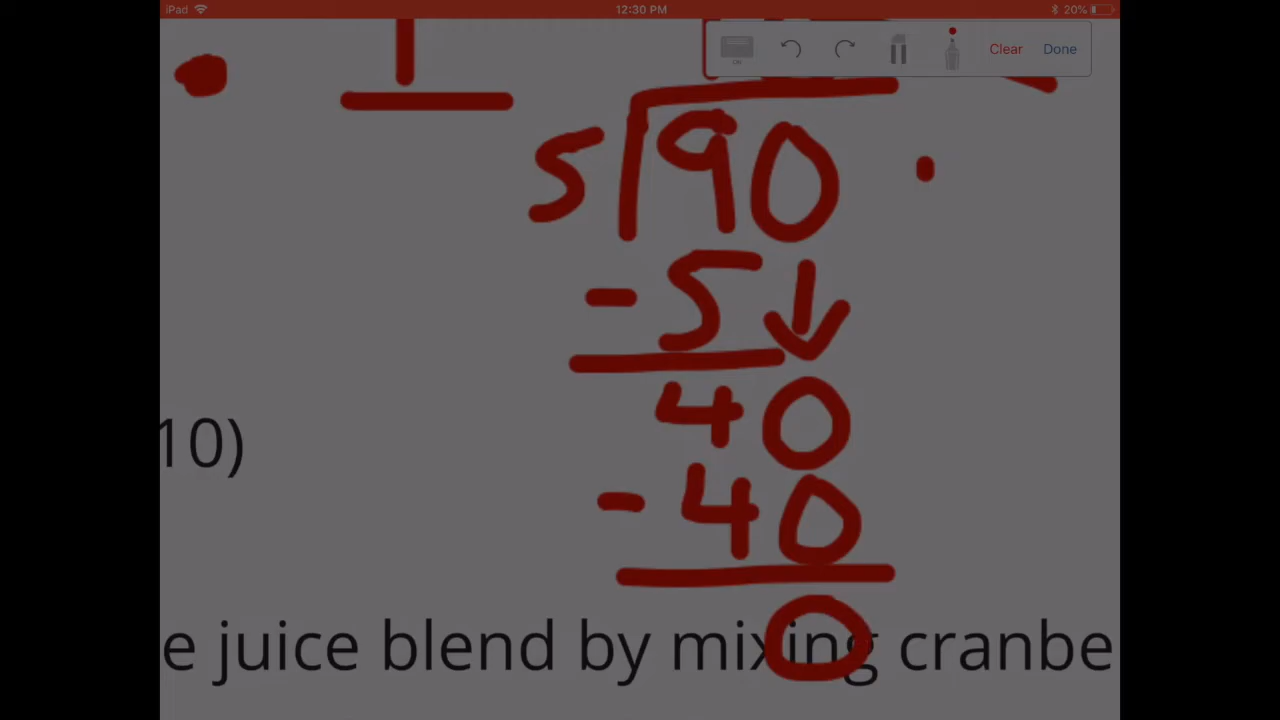 iPad 12:30 PM 20%
Clear Done
5 90
- 5
40
10)
- 40
0
e juice blend by mixing cranbe